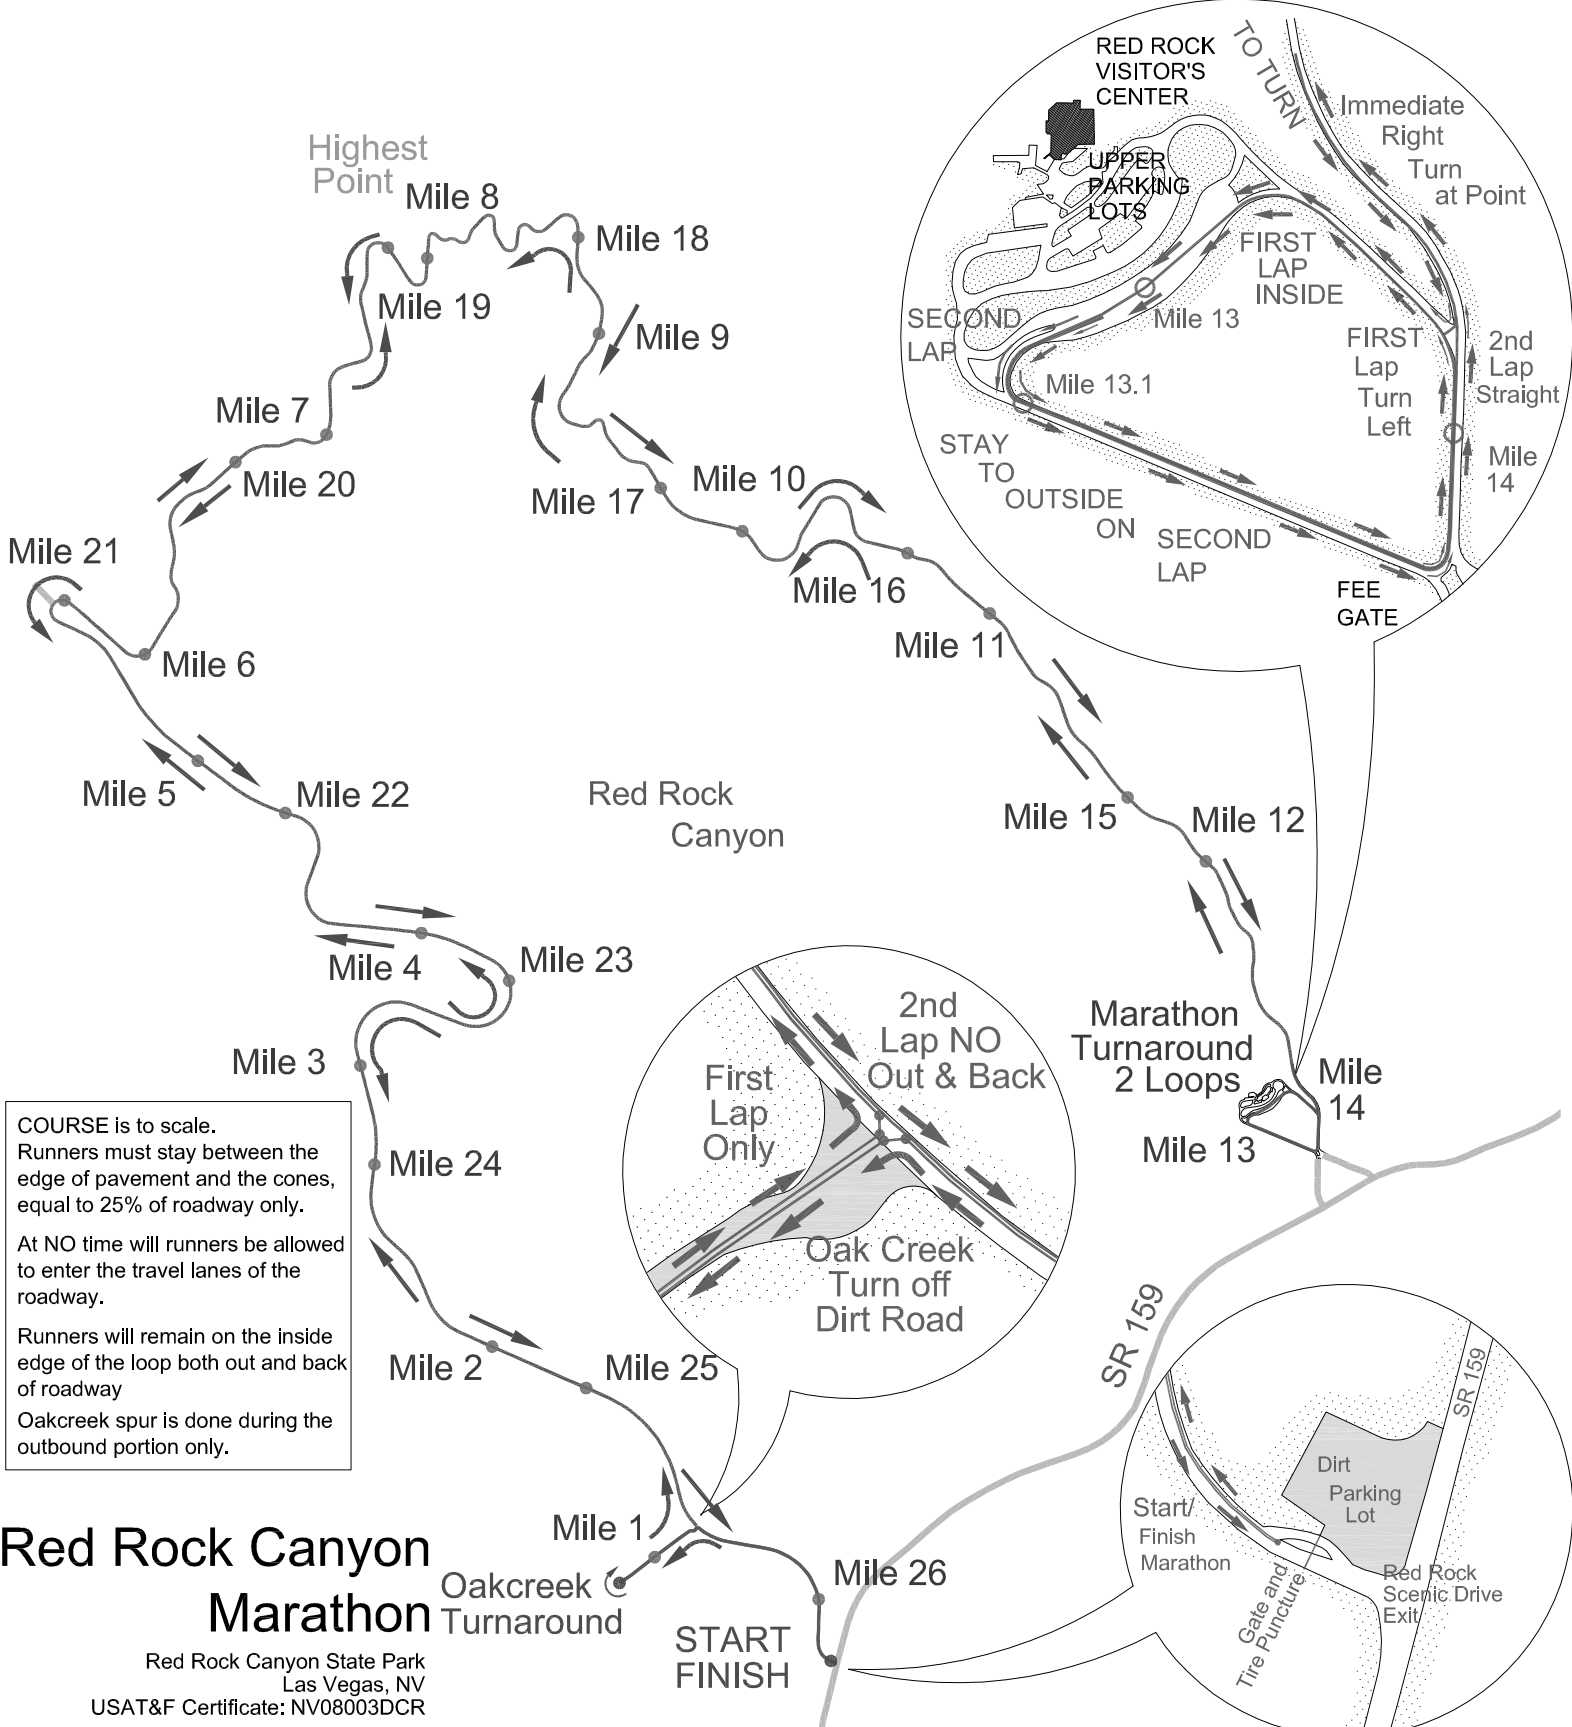 RED ROCK
VISITOR'S
CENTER
TO TURN
Immediate
Right
Turn
at Point
UPPER
PARKING
LOTS
FIRST
LAP
INSIDE
SECOND
LAP
Mile 13
FIRST
Lap
Turn
Left
2nd
Lap
Straight
Mile 13.1
STAY
TO
OUTSIDE
ON
SECOND
LAP
Mile
14
FEE
GATE
Highest
Point
Mile 8
Mile 18
Mile 19
Mile 9
Mile 7
Mile 20
Mile 10
Mile 17
Mile 21
Mile 16
Mile 11
Mile 6
Mile 5
Mile 22
Red Rock
Canyon
Mile 15
Mile 12
Mile 4
Mile 23
Marathon
Turnaround
2 Loops
Mile
14
Mile 13
Mile 3
2nd
Lap NO
Out & Back
First
Lap
Only
Oak Creek
Turn off
Dirt Road
COURSE is to scale.
Runners must stay between the
edge of pavement and the cones,
equal to 25% of roadway only.
At NO time will runners be allowed
to enter the travel lanes of the
roadway.
Runners will remain on the inside
edge of the loop both out and back
of roadway
Oakcreek spur is done during the
outbound portion only.
Mile 24
Mile 2
Mile 25
SR 159
SR 159
Dirt
Parking
Lot
Start/
Finish
Marathon
Gate and
Tire Puncture
Red Rock
Scenic Drive
Exit
Mile 1
Oakcreek
Turnaround
Mile 26
START
FINISH
Red Rock Canyon
Marathon
Red Rock Canyon State Park
Las Vegas, NV
USAT&F Certificate: NV08003DCR